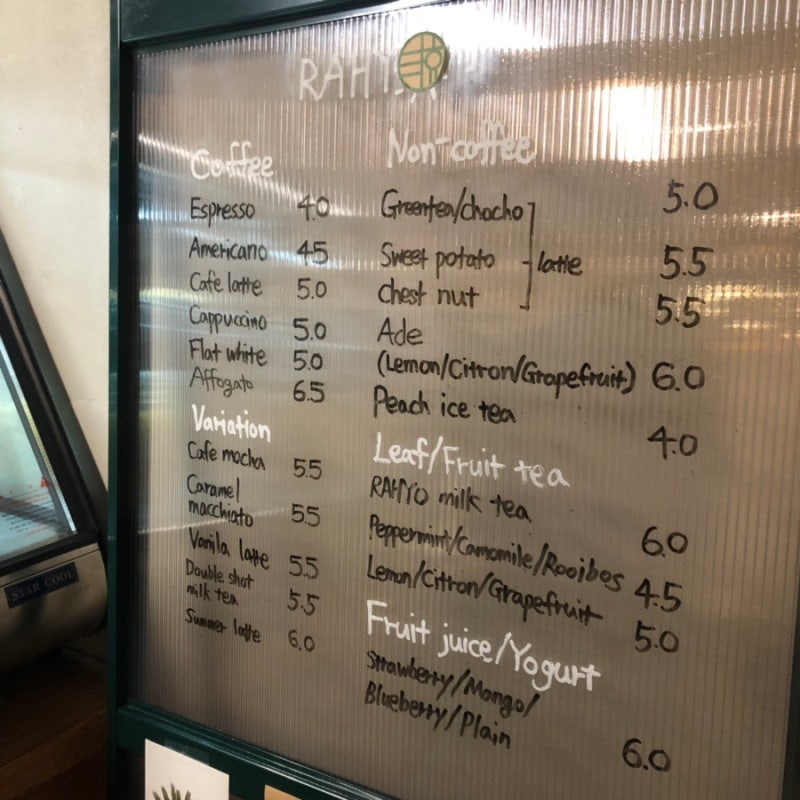 RAHYO
Coffee
Espresso 4.0
Americano 4.5
Cafe latte 5.0
Cappuccino 5.0
Flat white 5.0
Affogato 6.5
Variation
Cafe mocha 5.5
Caramel
macchiato 5.5
Vanila latte 5.5
Double shot
milk tea 5.5
Summer latte 6.0
Non-coffee
Greentea/chocho 5.0
Sweet potato latte 5.5
chest nut 5.5
Ade
(Lemon/Citron/Grapefruit) 6.0
Peach ice tea 4.0
Leaf/Fruit tea
RAHYO milk tea 6.0
Peppermint/Camomile/Rooibos 4.5
Lemon/Citron/Grapefruit 5.0
Fruit juice/Yogurt
Strawberry/Mango/
Blueberry/Plain 6.0
STAR COOL